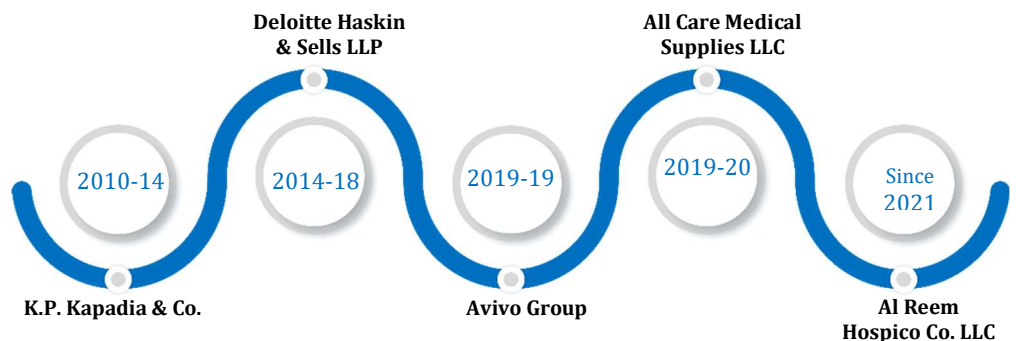 Deloitte Haskin
& Sells LLP
All Care Medical
Supplies LLC
2010-14
2014-18
2019-19
2019-20
Since
2021
K.P. Kapadia & Co.
Avivo Group
Al Reem
Hospico Co. LLC